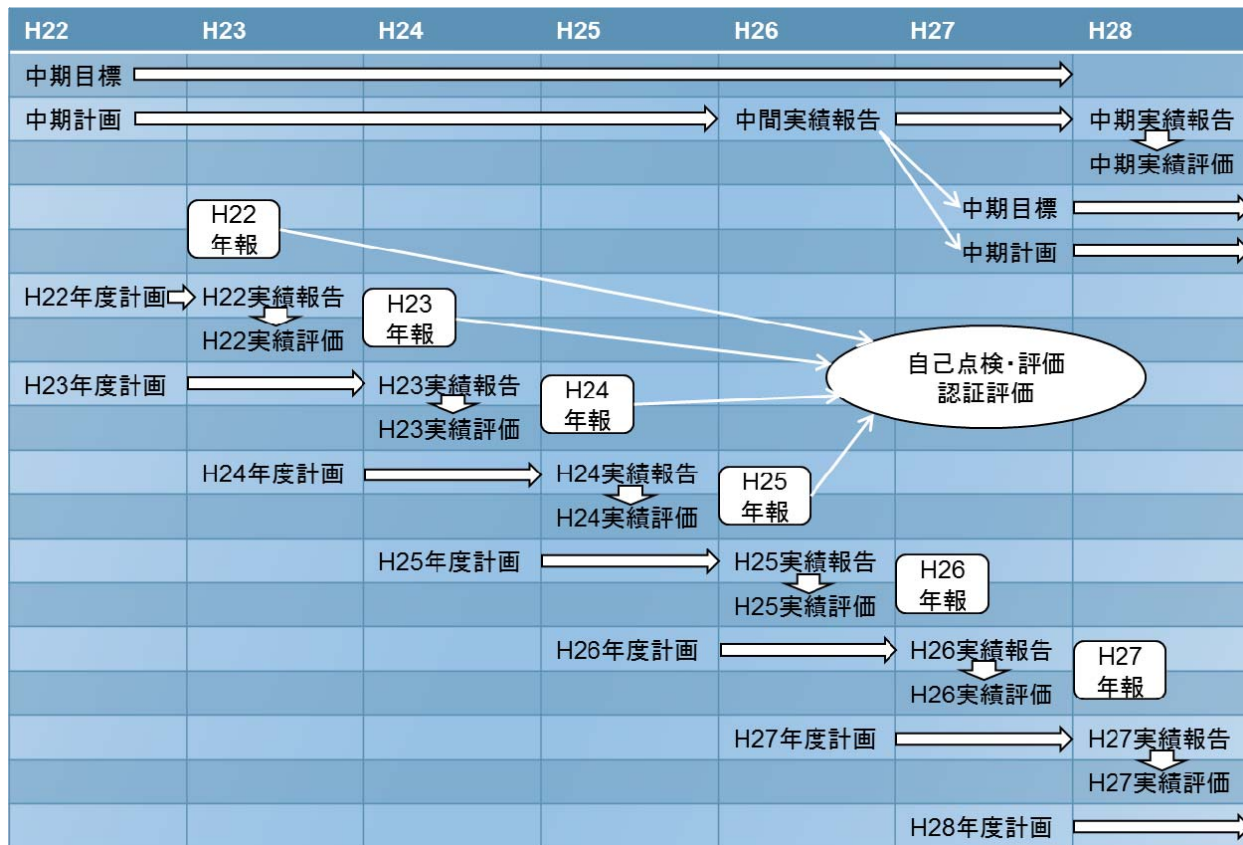 H22 H23 H24 H25 H26 H27 H28
中期目標
中期計画 中間実績報告 中期実績報告
中期実績評価
中期目標
中期計画
H22
年報
H22年度計画 H22実績報告
H22実績評価
H23
年報
自己点検・評価
認証評価
H23年度計画 H23実績報告
H23実績評価
H24
年報
H24年度計画 H24実績報告
H24実績評価
H25
年報
H25年度計画 H25実績報告
H25実績評価
H26
年報
H26年度計画 H26実績報告
H26実績評価
H27
年報
H27年度計画 H27実績報告
H27実績評価
H28年度計画